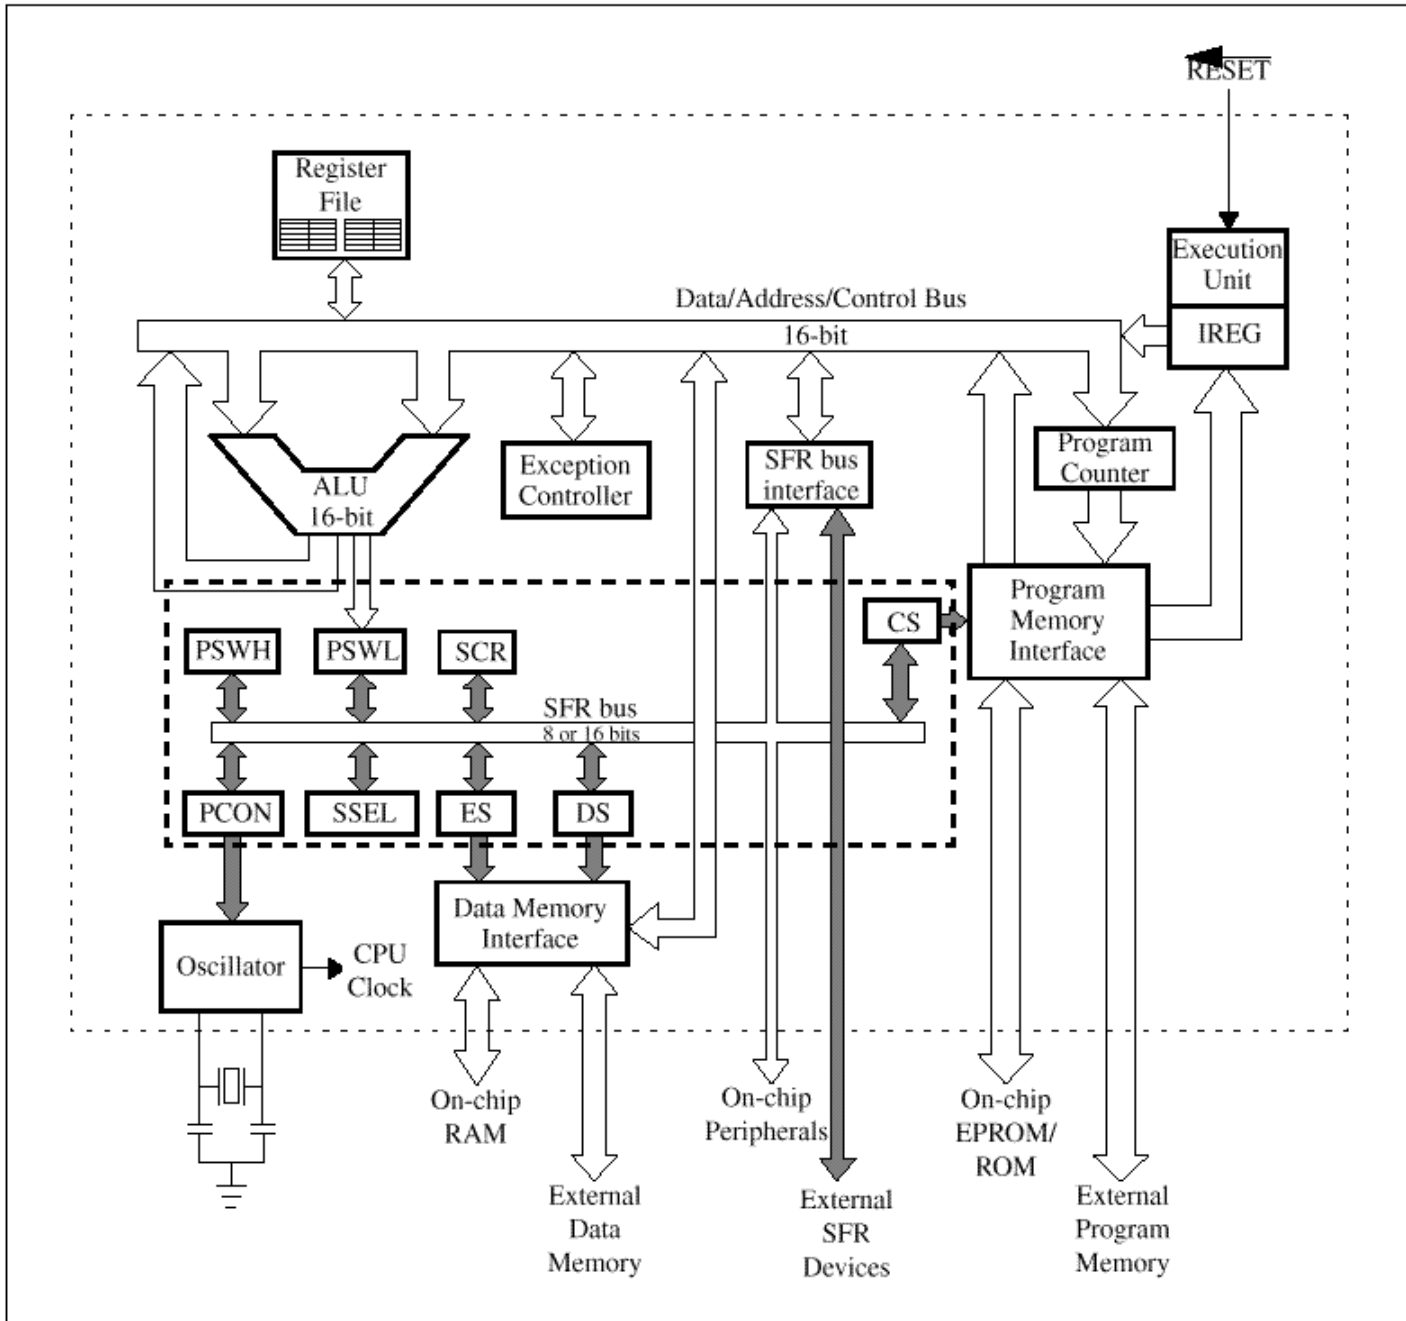 RESET
Register
File
Execution
Unit
Data/Address/Control Bus
16-bit
IREG
Exception
Controller
SFR bus
interface
Program
Counter
ALU
16-bit
Program
Memory
Interface
CS
PSWH
PSWL
SCR
SFR bus
8 or 16 bits
PCON
SSEL
ES
DS
Data Memory
Interface
Oscillator
CPU
Clock
On-chip
RAM
On-chip
Peripherals
On-chip
EPROM/
ROM
External
Data
Memory
External
SFR
Devices
External
Program
Memory